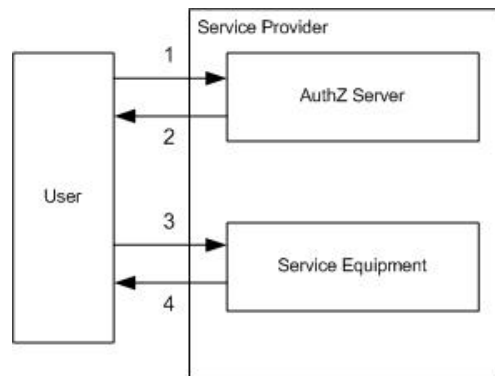 Service Provider
1
AuthZ Server
2
User
3
Service Equipment
4